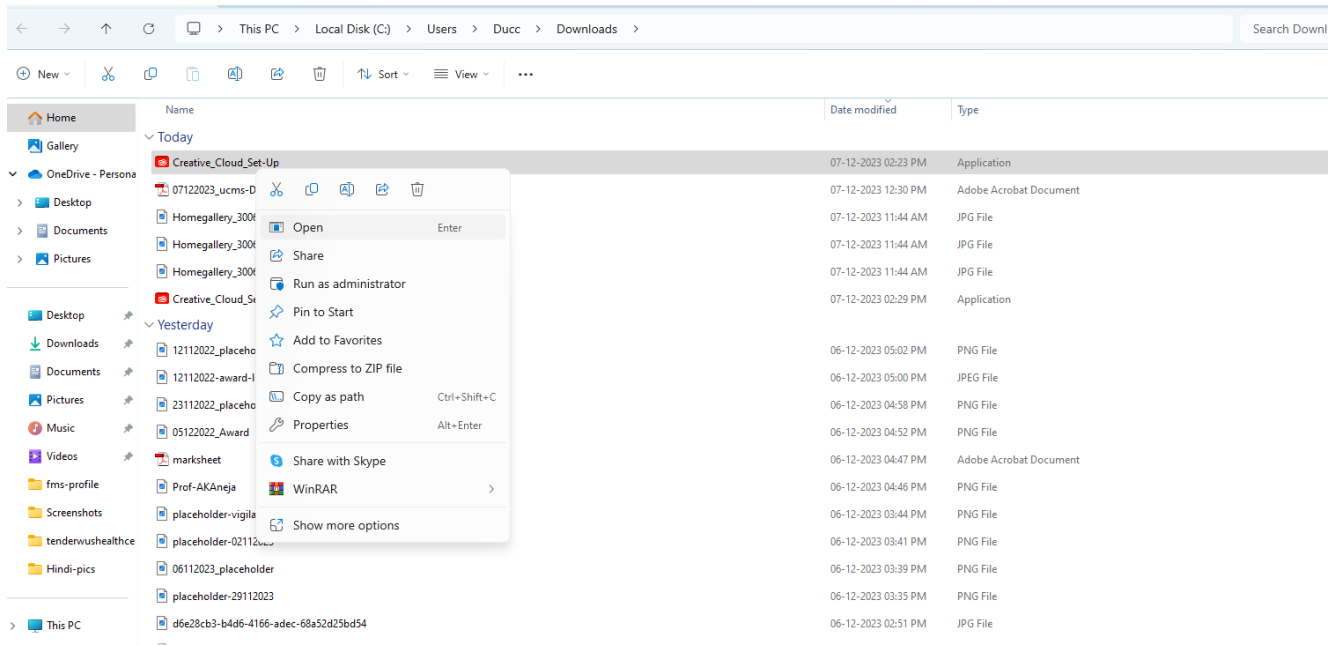 This PC > Local Disk (C:) > Users > Ducc > Downloads >
Search Downl
New
Sort
View
Name
Date modified
Type
Home
Gallery
OneDrive - Persona
Desktop
Documents
Pictures
Desktop
Downloads
Documents
Pictures
Music
Videos
fms-profile
Screenshots
tenderwushealthce
Hindi-pics
This PC
Today
Creative_Cloud_Set-Up 07-12-2023 02:23 PM Application
07122023_ucms-D 07-12-2023 12:30 PM Adobe Acrobat Document
Homegallery_3006 07-12-2023 11:44 AM JPG File
Homegallery_3006 07-12-2023 11:44 AM JPG File
Homegallery_3006 07-12-2023 11:44 AM JPG File
Creative_Cloud_Se 07-12-2023 02:29 PM Application
Yesterday
12112022_placeho 06-12-2023 05:02 PM PNG File
12112022-award-l 06-12-2023 05:00 PM JPEG File
23112022_placeho 06-12-2023 04:58 PM PNG File
05122022_Award 06-12-2023 04:52 PM PNG File
marksheet 06-12-2023 04:47 PM Adobe Acrobat Document
Prof-AKAneja 06-12-2023 04:46 PM PNG File
placeholder-vigila 06-12-2023 03:44 PM PNG File
placeholder-02112023 06-12-2023 03:41 PM PNG File
06112023_placeholder 06-12-2023 03:39 PM PNG File
placeholder-29112023 06-12-2023 03:35 PM PNG File
d6e28cb3-b4d6-4166-adec-68a52d25bd54 06-12-2023 02:51 PM JPG File
Open Enter
Share
Run as administrator
Pin to Start
Add to Favorites
Compress to ZIP file
Copy as path Ctrl+Shift+C
Properties Alt+Enter
Share with Skype
WinRAR
Show more options